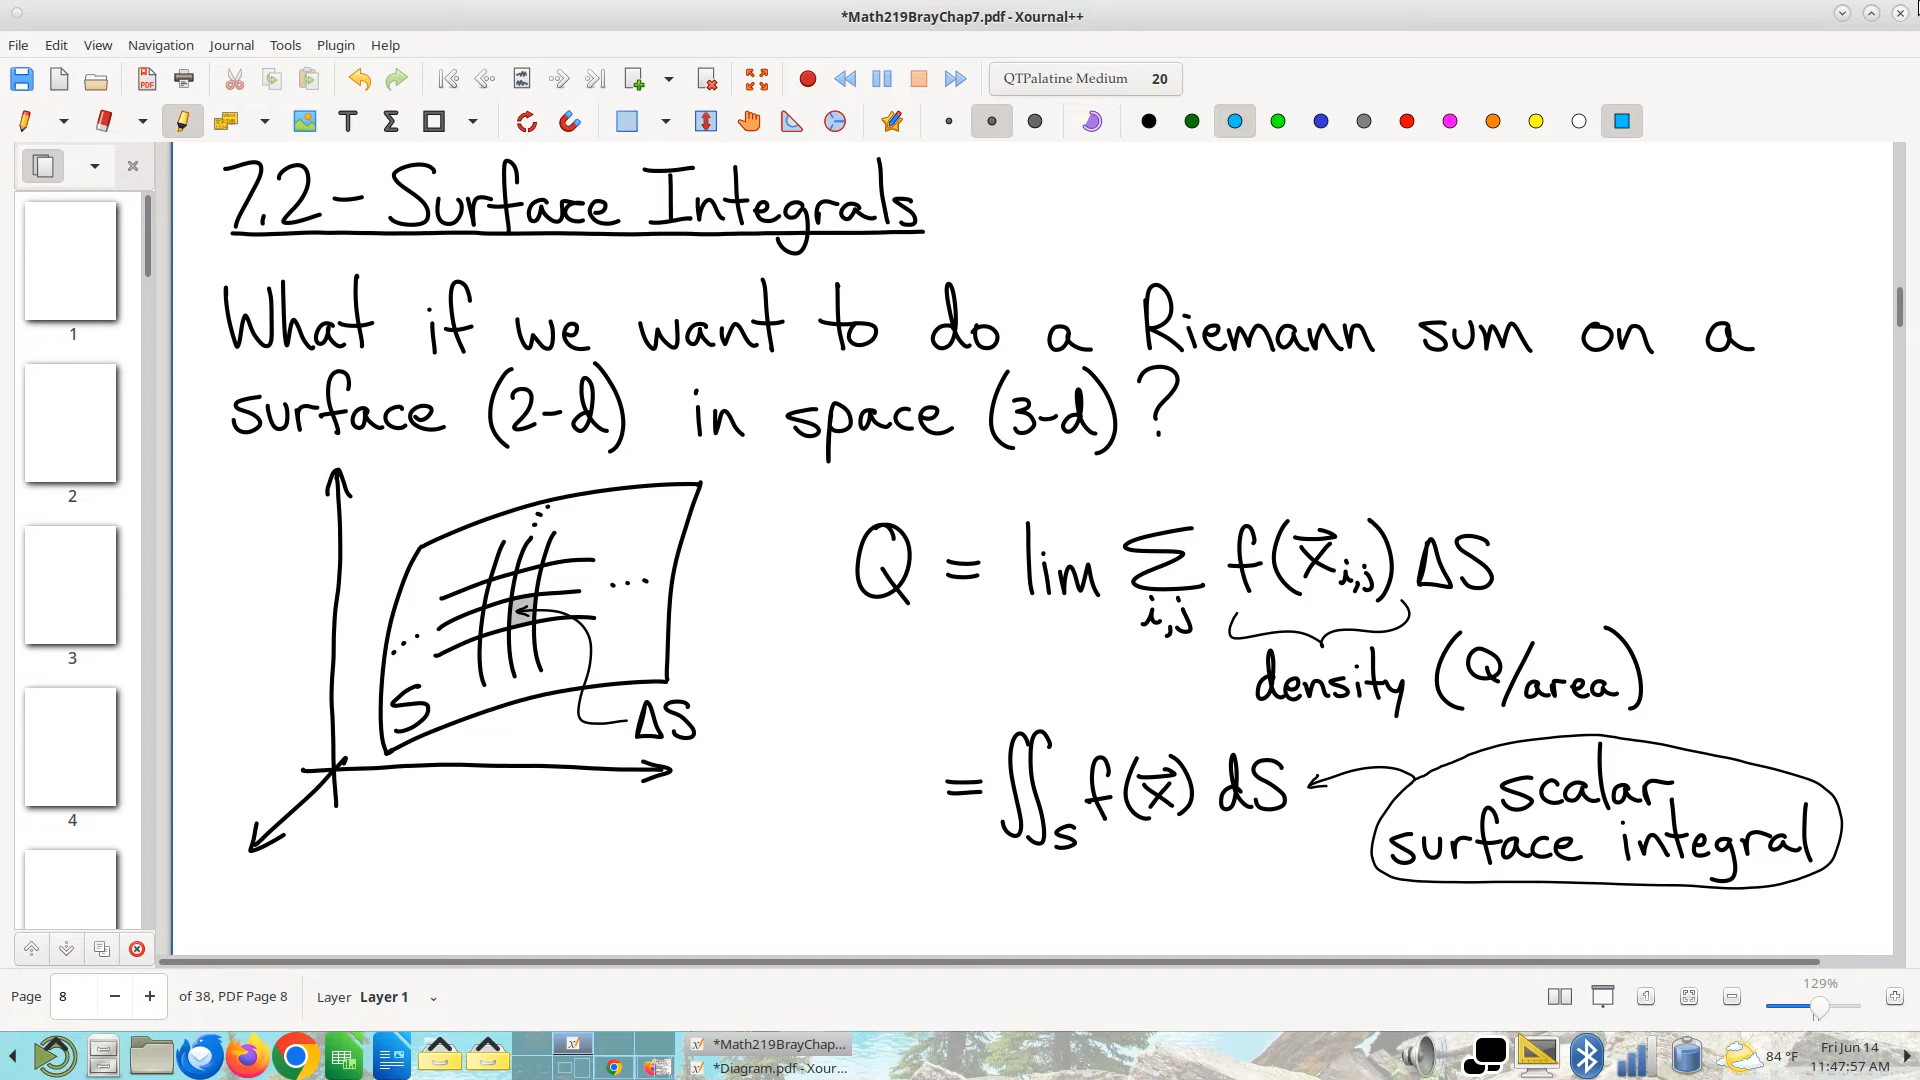 *Math219BrayChap7.pdf - Xournal++
File Edit View Navigation Journal Tools Plugin Help
QTPalatine Medium 20
7.2 - Surface Integrals
What if we want to do a Riemann sum on a
surface (2-d) in space (3-d)?
Q = lim Σ f(x⃗i,j) ΔS
i,j
density (Q/area)
S
ΔS
= ∬S f(x⃗) dS
scalar
surface integral
1
2
3
4
Page 8 of 38, PDF Page 8 Layer Layer 1
129%
*Math219BrayChap...
*Diagram.pdf - Xour...
84 °F
Fri Jun 14
11:47:57 AM